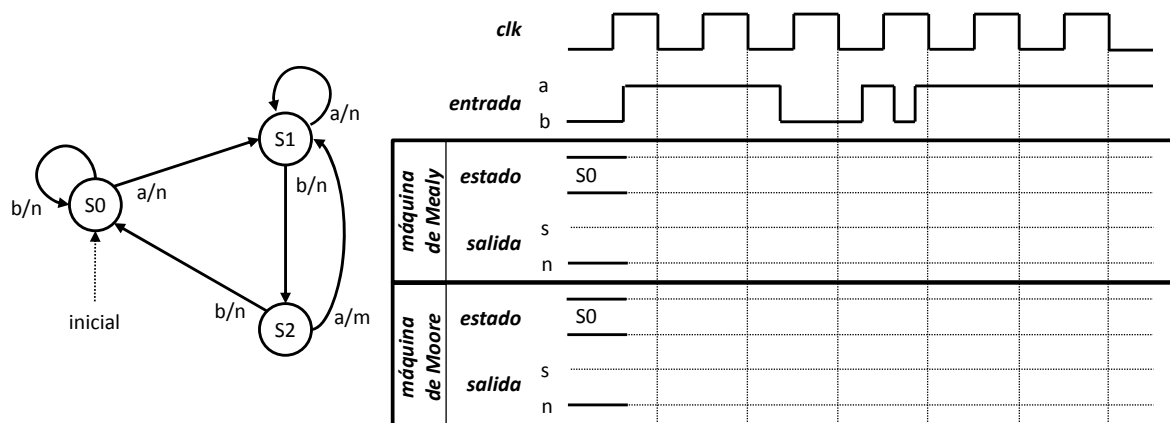 S1
a/n
S0
a/n
b/n
b/n
b/n
S2
a/m
inicial
clk
entrada
a
b
máquina
de Mealy
estado
S0
salida
s
n
máquina
de Moore
estado
S0
salida
s
n